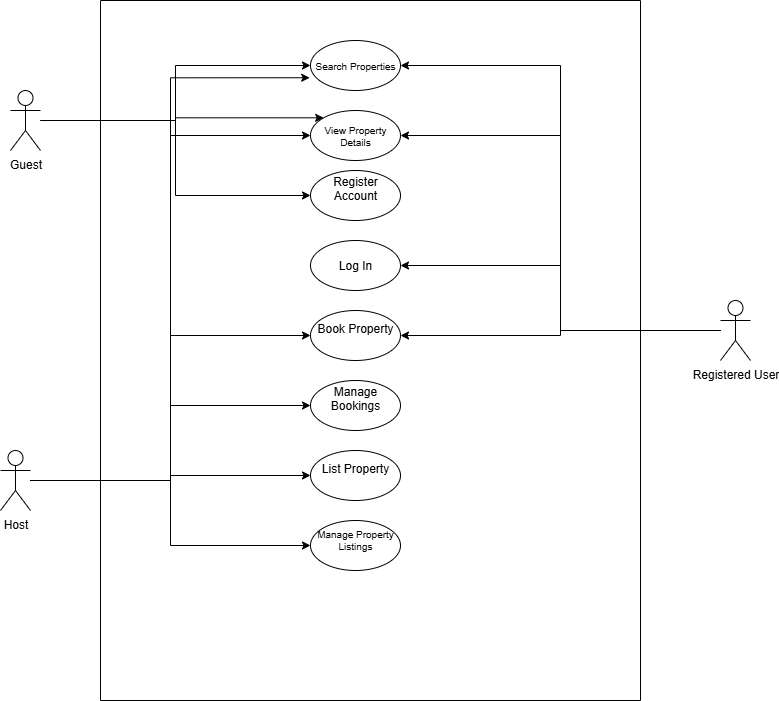 Search Properties
View Property
Details
Guest
Register
Account
Log In
Book Property
Registered User
Manage
Bookings
List Property
Host
Manage Property
Listings